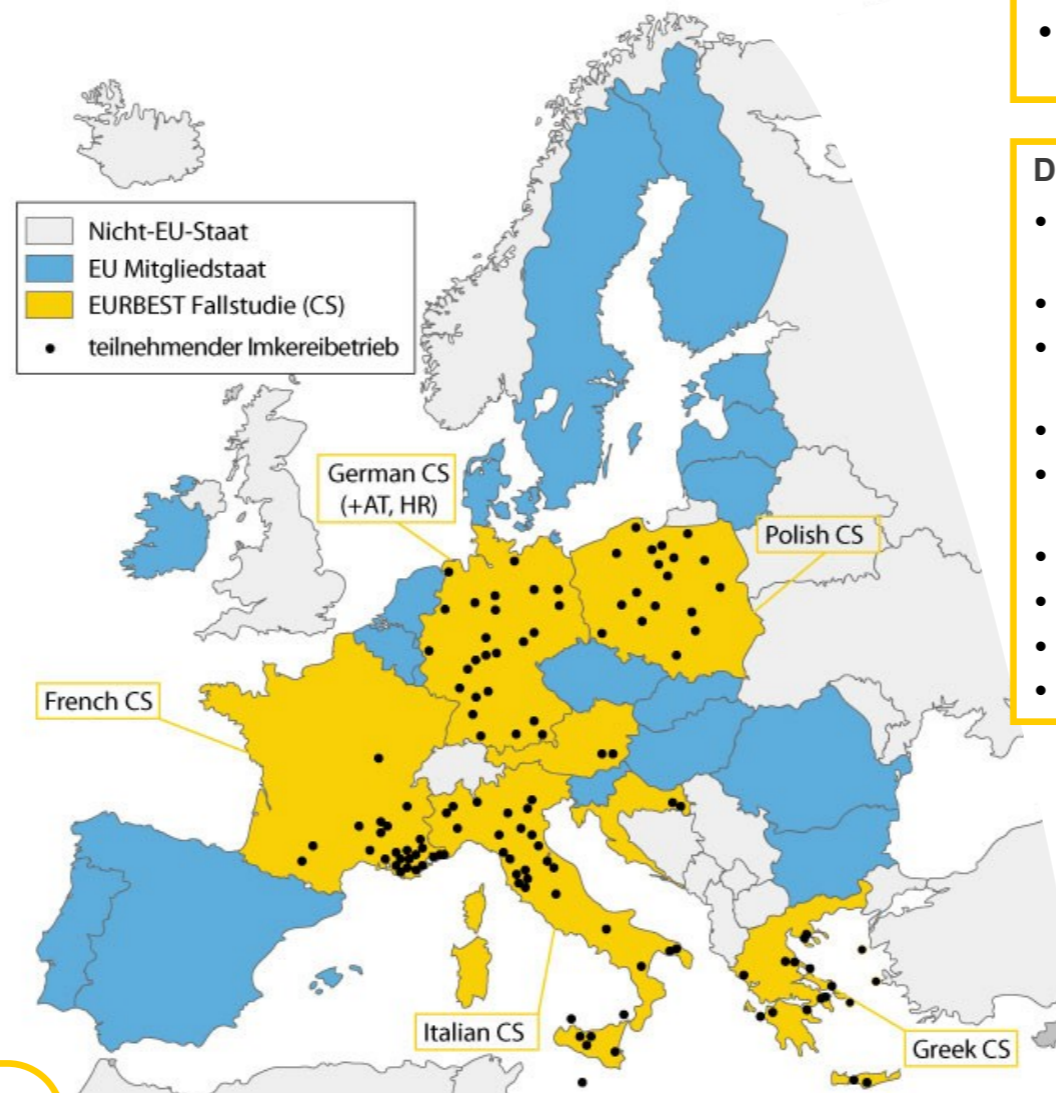 D
Nicht-EU-Staat
EU Mitgliedstaat
EURBEST Fallstudie (CS)
teilnehmender Imkereibetrieb
German CS
(+AT, HR)
Polish CS
French CS
Italian CS
Greek CS